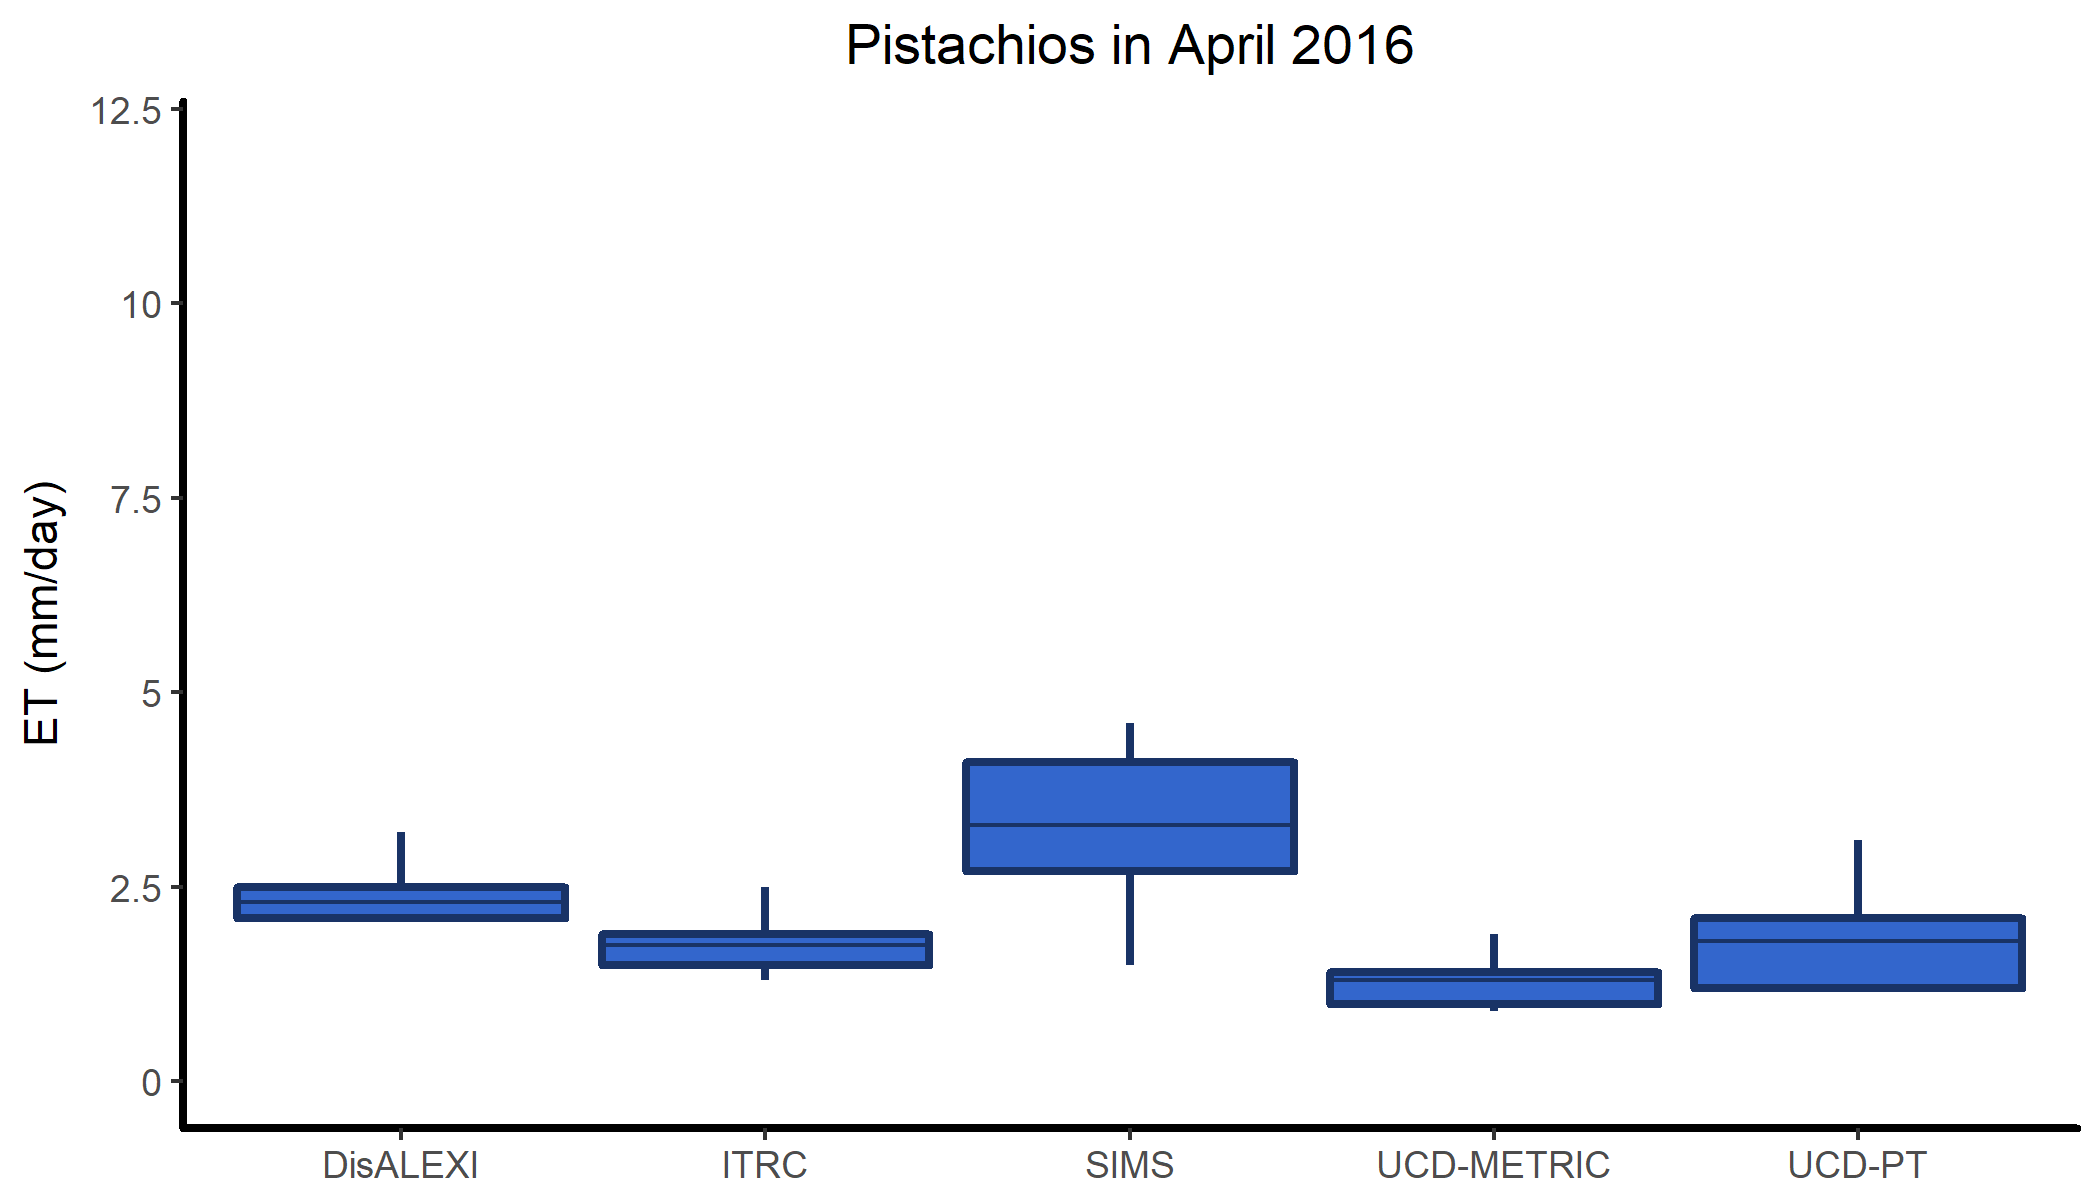 Pistachios in April 2016
ET (mm/day)
12.5
10
7.5
5
2.5
0
DisALEXI
ITRC
SIMS
UCD-METRIC
UCD-PT